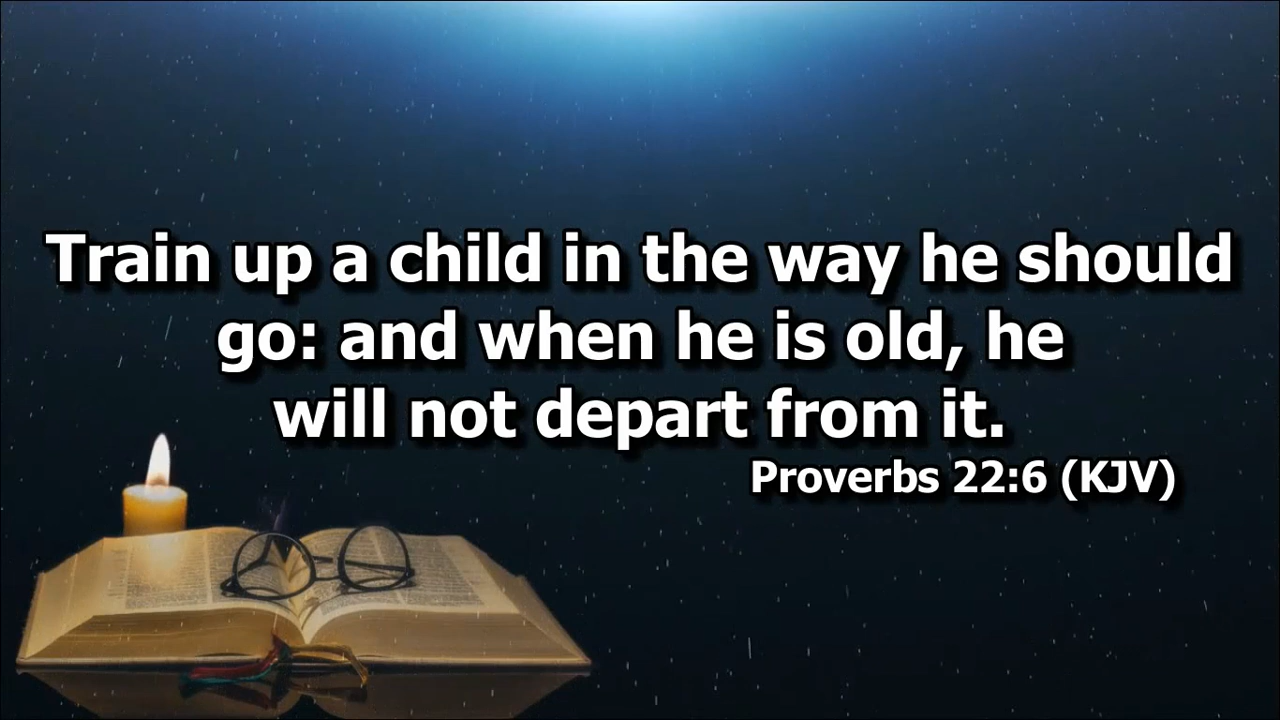 Train up a child in the way he should
go: and when he is old, he
will not depart from it.
Proverbs 22:6 (KJV)